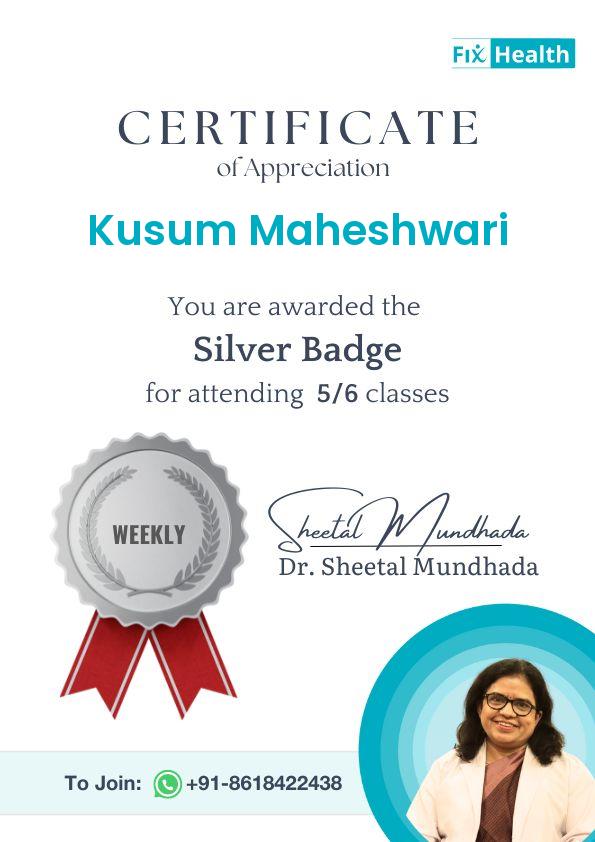 Fix Health
CERTIFICATE
of Appreciation
Kusum Maheshwari
You are awarded the
Silver Badge
for attending 5/6 classes
WEEKLY
Sheetal Mundhada
Dr. Sheetal Mundhada
To Join: +91-8618422438